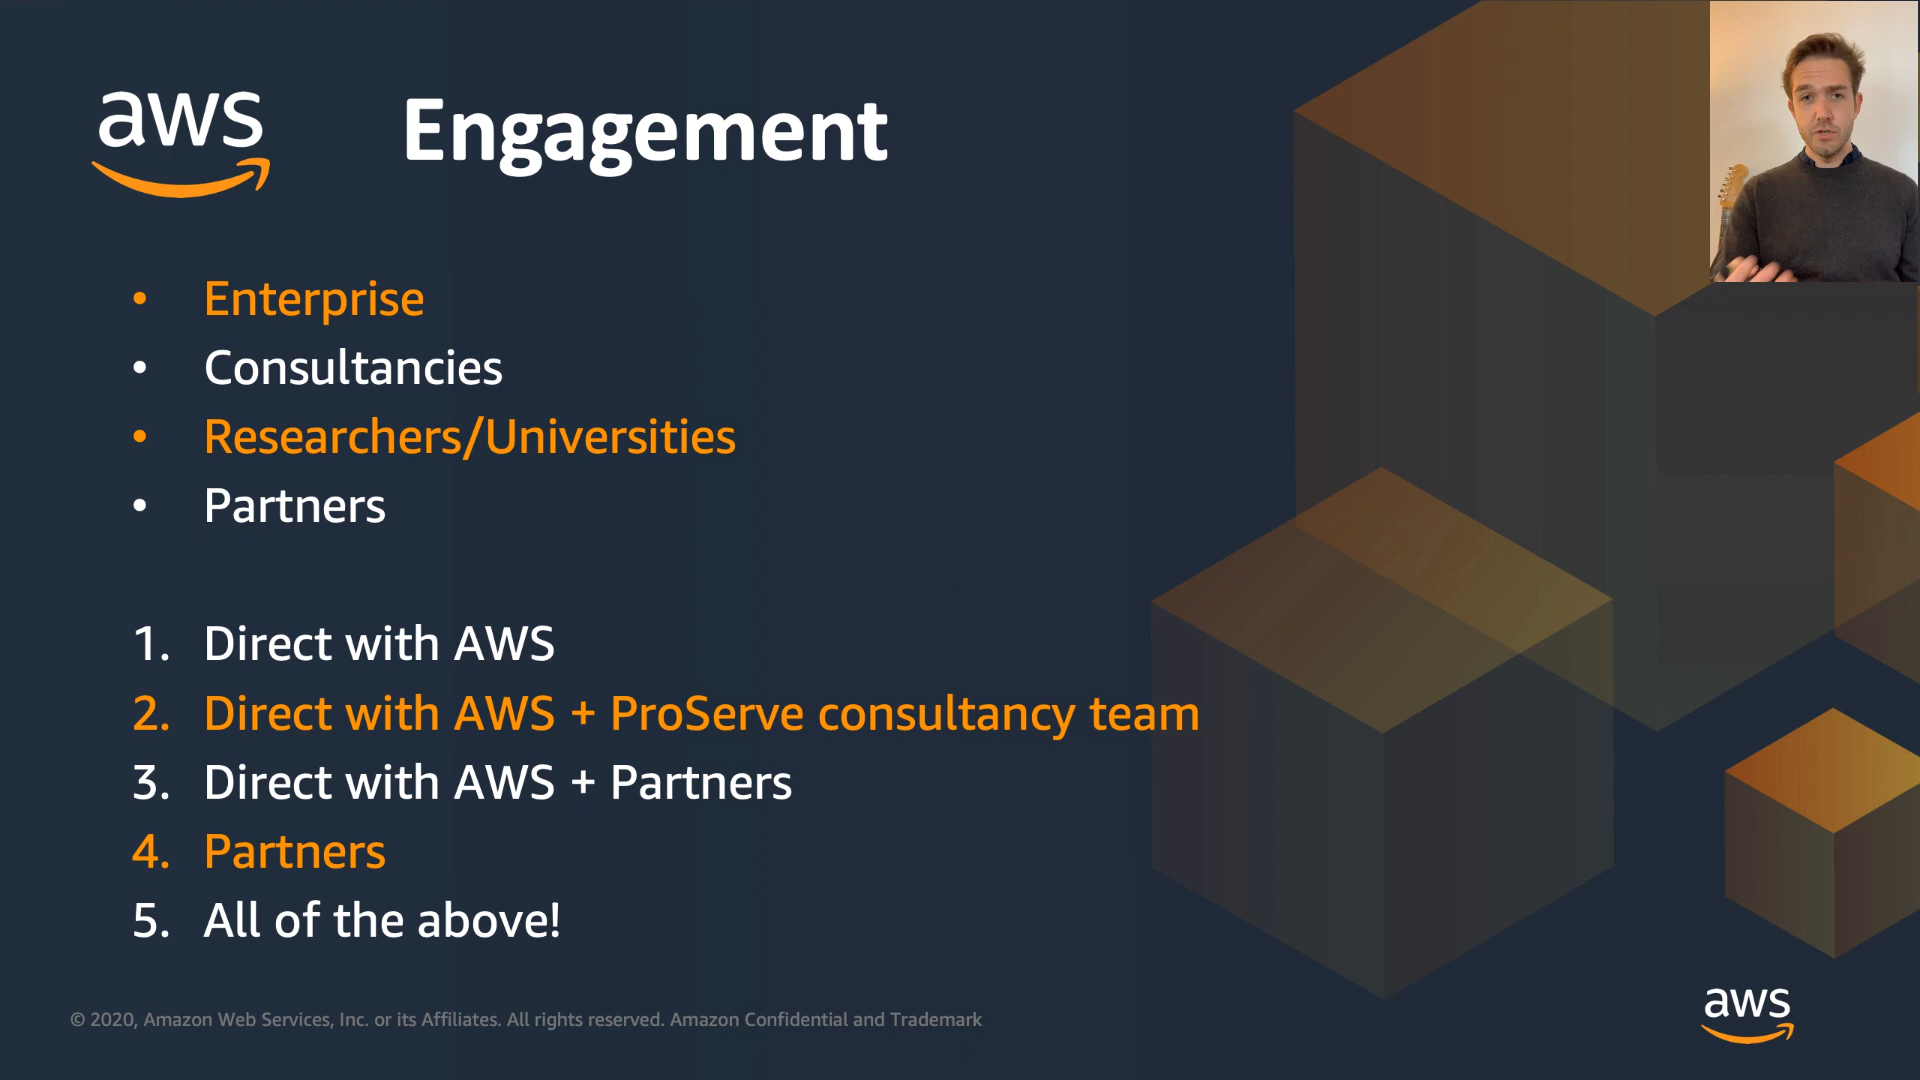 aws
Engagement
• Enterprise
• Consultancies
• Researchers/Universities
• Partners
1. Direct with AWS
2. Direct with AWS + ProServe consultancy team
3. Direct with AWS + Partners
4. Partners
5. All of the above!
© 2020, Amazon Web Services, Inc. or its Affiliates. All rights reserved. Amazon Confidential and Trademark
aws